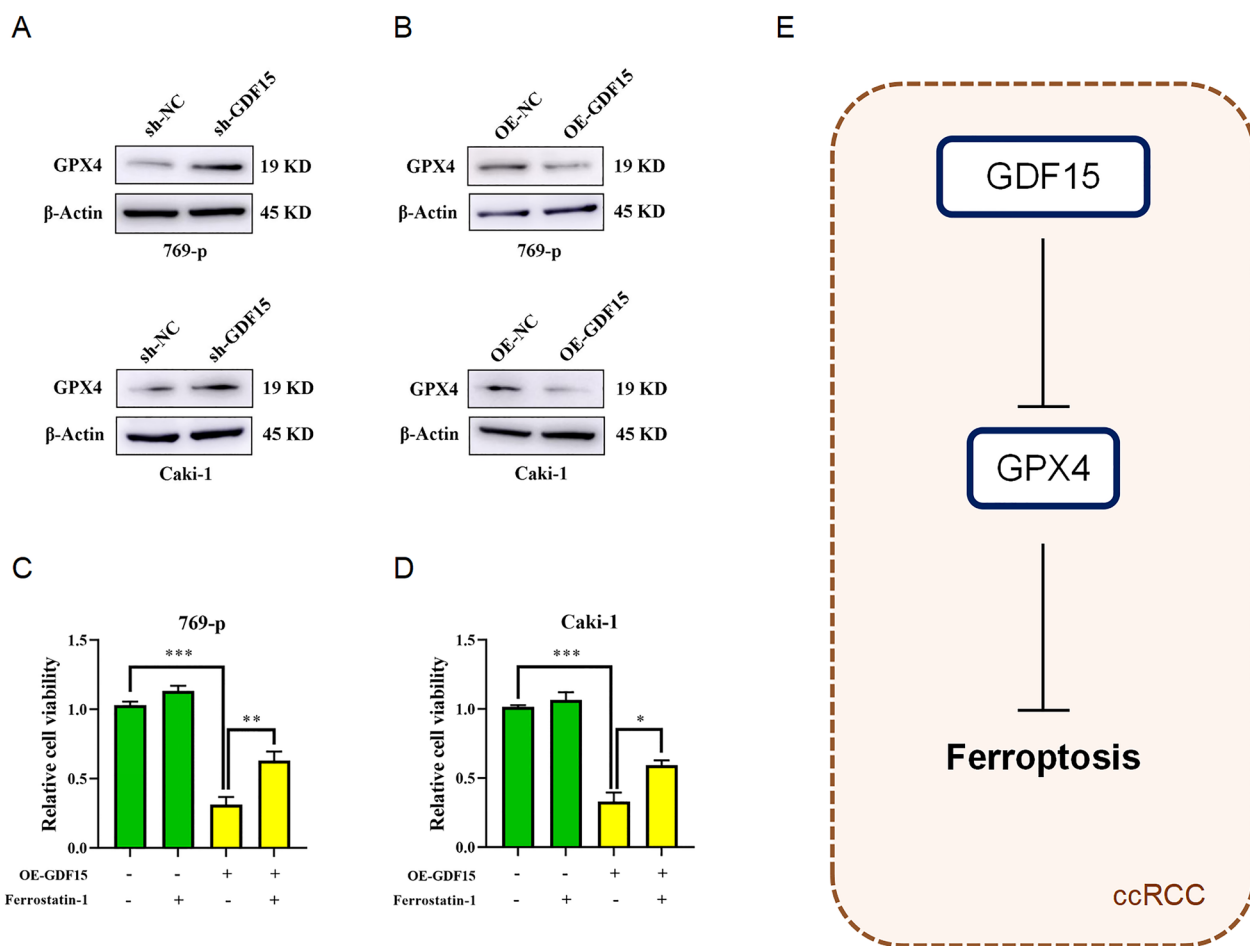 A
sh-NC sh-GDF15
GPX4 19 KD
β-Actin 45 KD
769-p
sh-NC sh-GDF15
GPX4 19 KD
β-Actin 45 KD
Caki-1
B
OE-NC OE-GDF15
GPX4 19 KD
β-Actin 45 KD
769-p
OE-NC OE-GDF15
GPX4 19 KD
β-Actin 45 KD
Caki-1
C
769-p
Relative cell viability
1.5
1.0
0.5
0.0
***
**
OE-GDF15 - - + +
Ferrostatin-1 - + - +
D
Caki-1
Relative cell viability
1.5
1.0
0.5
0.0
***
*
OE-GDF15 - - + +
Ferrostatin-1 - + - +
E
GDF15
GPX4
Ferroptosis
ccRCC